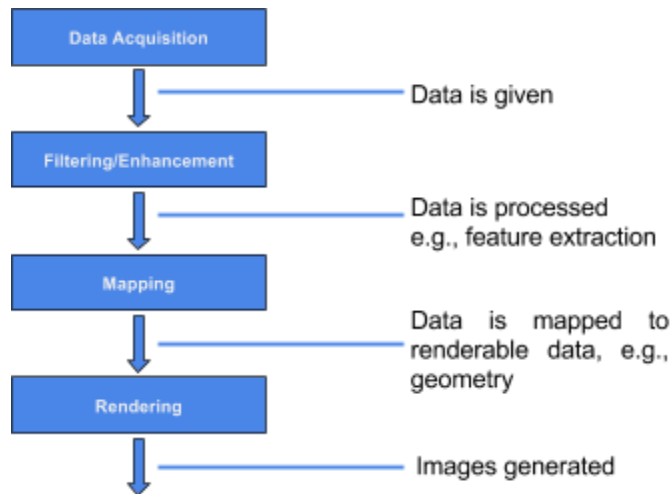 Data Acquisition
Data is given
Filtering/Enhancement
Data is processed
e.g., feature extraction
Mapping
Data is mapped to
renderable data, e.g.,
geometry
Rendering
Images generated